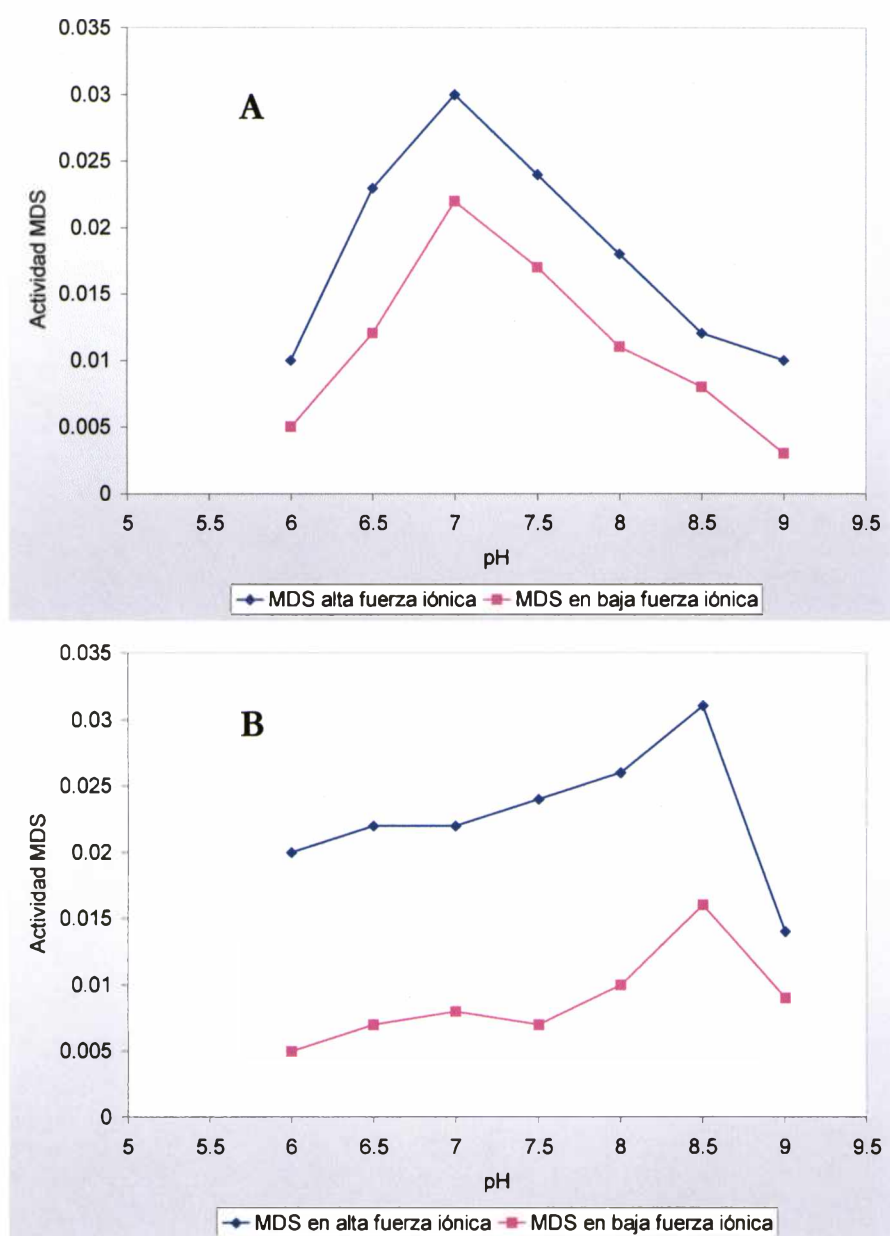 A
Actividad MDS
0.035
0.03
0.025
0.02
0.015
0.01
0.005
0
5 5.5 6 6.5 7 7.5 8 8.5 9 9.5
pH
MDS alta fuerza iónica MDS en baja fuerza iónica
B
Actividad MDS
0.035
0.03
0.025
0.02
0.015
0.01
0.005
0
5 5.5 6 6.5 7 7.5 8 8.5 9 9.5
pH
MDS en alta fuerza iónica MDS en baja fuerza iónica